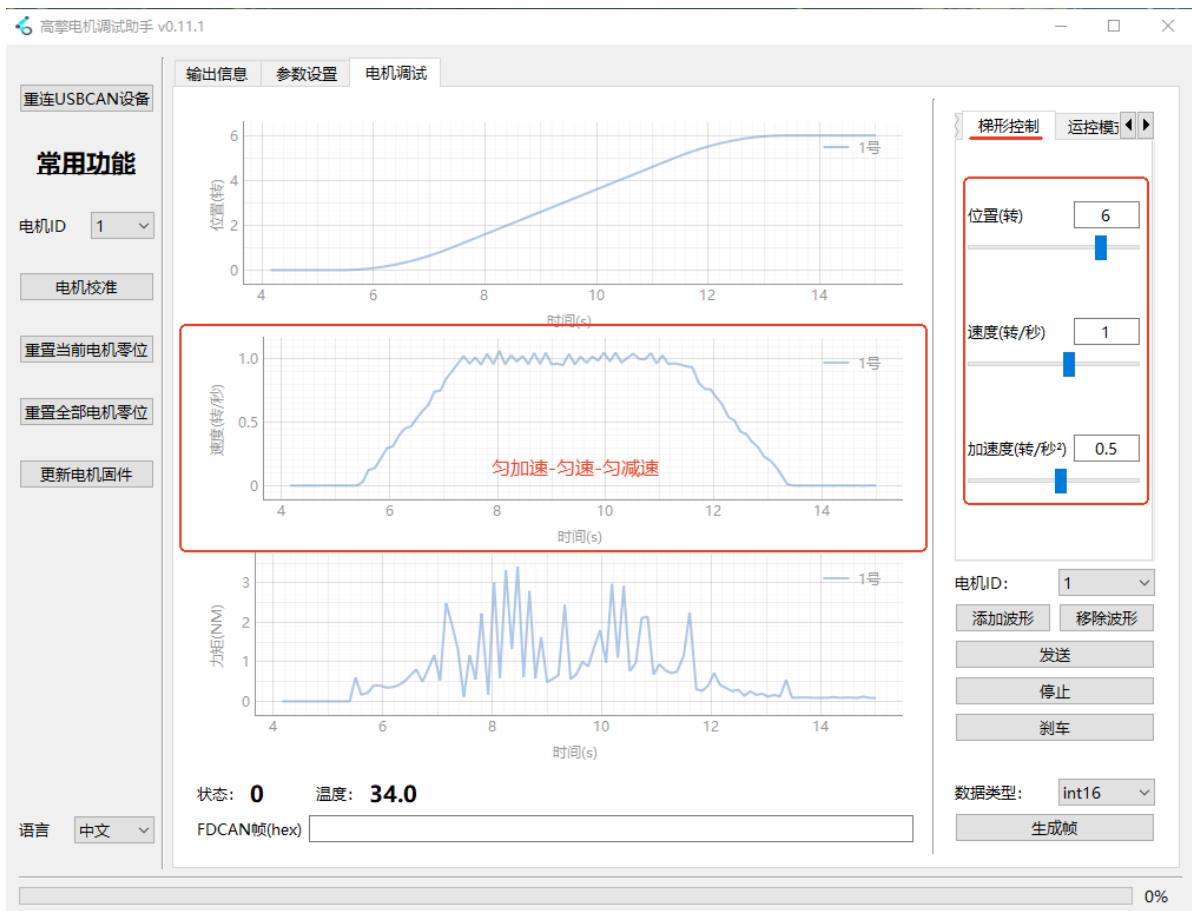 高擎电机调试助手 v0.11.1
重连USBCAN设备
常用功能
电机ID 1
电机校准
重置当前电机零位
重置全部电机零位
更新电机固件
语言 中文
输出信息 参数设置 电机调试
6
4
2
0
位置(转)
1号
4 6 8 10 12 14
时间(s)
1.0
0.5
0
速度(转/秒)
1号
匀加速-匀速-匀减速
4 6 8 10 12 14
时间(s)
3
2
1
0
力矩(NM)
1号
4 6 8 10 12 14
时间(s)
状态: 0 温度: 34.0
FDCAN帧(hex)
梯形控制 运控模
位置(转) 6
速度(转/秒) 1
加速度(转/秒²) 0.5
电机ID: 1
添加波形 移除波形
发送
停止
刹车
数据类型: int16
生成帧
0%